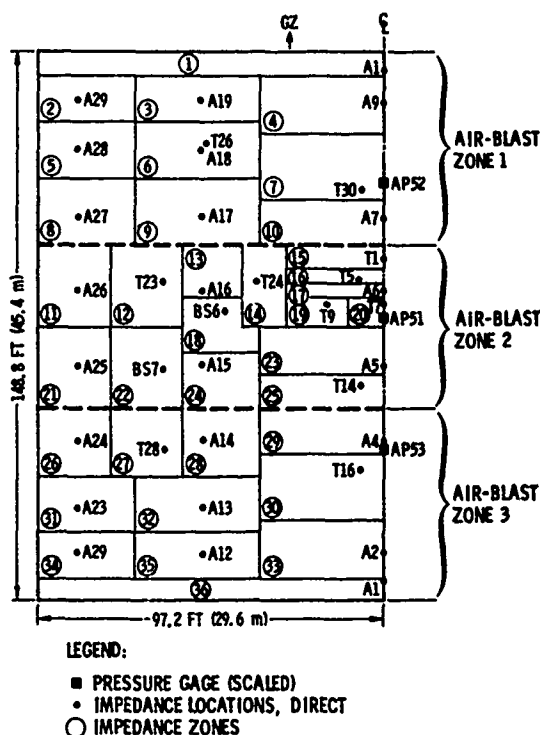 GZ
℄
① A1
② A29 ③ A19 ④ A9
⑤ A28 ⑥ T26
A18
AIR-BLAST
ZONE 1
⑦ T30 AP52
⑧ A27 ⑨ A17 ⑩ A7
⑪ A26 ⑫ T23 ⑬ A16 ⑭ T24 ⑮ T1
⑯ T5
⑰ A6
BS6 ⑲ T9 ⑳ AP51
AIR-BLAST
ZONE 2
⑱
㉑ A25 ㉒ BS7 ㉔ A15 ㉓ A5
㉕ T14
㉖ A24 ㉗ T28 ㉘ A14 ㉙ A4 AP53
㉚ T16
AIR-BLAST
ZONE 3
㉛ A23 ㉜ A13
㉞ A29 ㉟ A12 ㉝ A2
㊱ A1
148.8 FT (45.4 m)
97.2 FT (29.6 m)
LEGEND:
■ PRESSURE GAGE (SCALED)
• IMPEDANCE LOCATIONS, DIRECT
○ IMPEDANCE ZONES